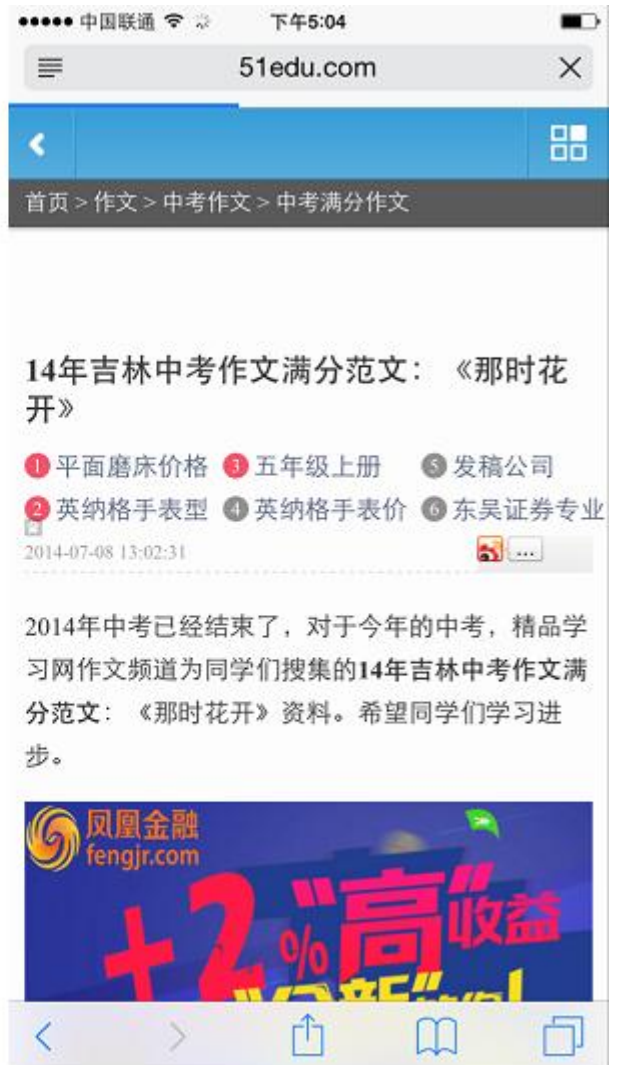 中国联通 下午5:04
51edu.com
首页 > 作文 > 中考作文 > 中考满分作文
14年吉林中考作文满分范文：《那时花
开》
1 平面磨床价格 3 五年级上册 5 发稿公司
2 英纳格手表型 4 英纳格手表价 6 东吴证券专业
2014-07-08 13:02:31 ...
2014年中考已经结束了，对于今年的中考，精品学
习网作文频道为同学们搜集的14年吉林中考作文满
分范文：《那时花开》资料。希望同学们学习进
步。
凤凰金融
fengjr.com
+2%"高"收益